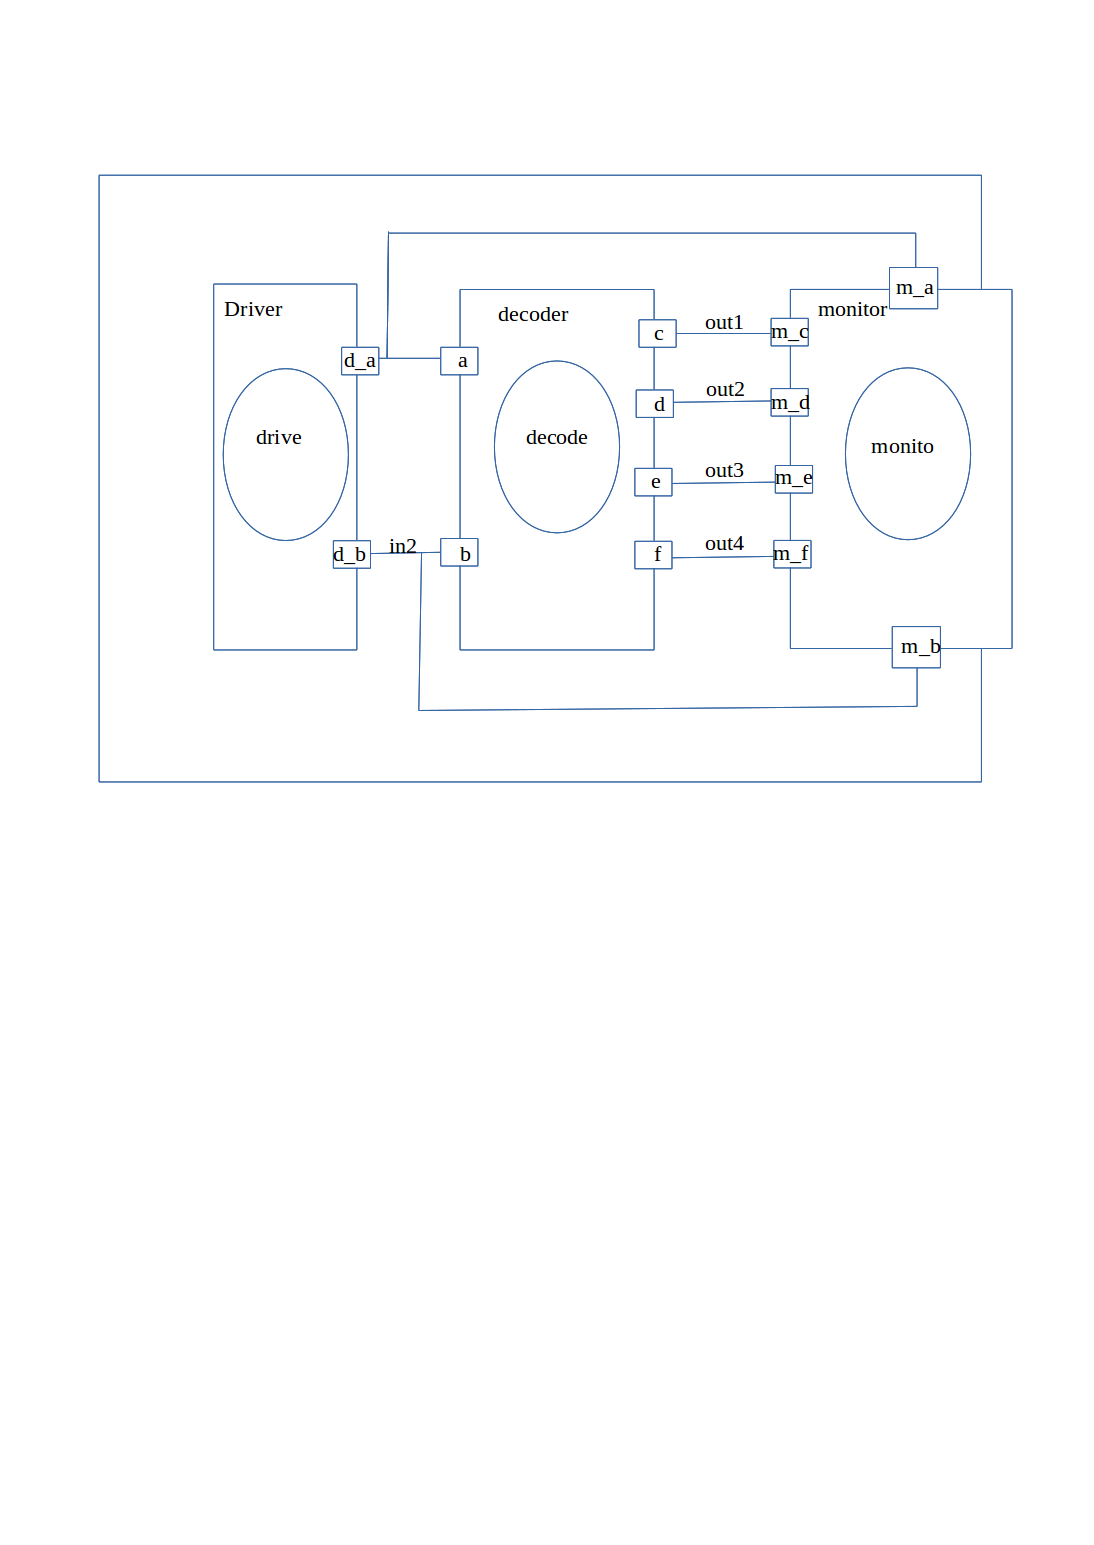 m_a
Driver
decoder
monitor
out1
c
m_c
d_a
a
out2
d
m_d
drive
decode
monito
out3
e
m_e
in2
out4
d_b
b
f
m_f
m_b